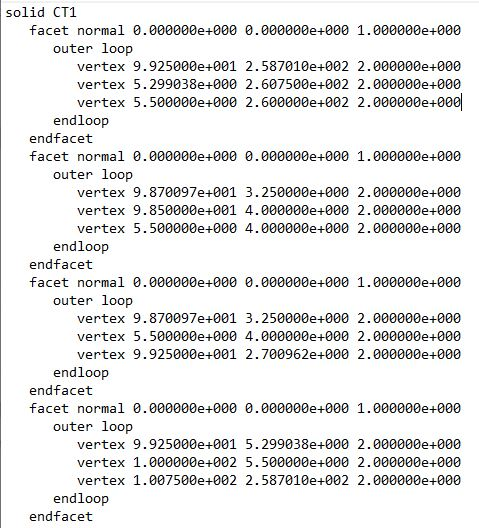 solid CT1
facet normal 0.000000e+000 0.000000e+000 1.000000e+000
outer loop
vertex 9.925000e+001 2.587010e+002 2.000000e+000
vertex 5.299038e+000 2.607500e+002 2.000000e+000
vertex 5.500000e+000 2.600000e+002 2.000000e+000
endloop
endfacet
facet normal 0.000000e+000 0.000000e+000 1.000000e+000
outer loop
vertex 9.870097e+001 3.250000e+000 2.000000e+000
vertex 9.850000e+001 4.000000e+000 2.000000e+000
vertex 5.500000e+000 4.000000e+000 2.000000e+000
endloop
endfacet
facet normal 0.000000e+000 0.000000e+000 1.000000e+000
outer loop
vertex 9.870097e+001 3.250000e+000 2.000000e+000
vertex 5.500000e+000 4.000000e+000 2.000000e+000
vertex 9.925000e+001 2.700962e+000 2.000000e+000
endloop
endfacet
facet normal 0.000000e+000 0.000000e+000 1.000000e+000
outer loop
vertex 9.925000e+001 5.299038e+000 2.000000e+000
vertex 1.000000e+002 5.500000e+000 2.000000e+000
vertex 1.007500e+002 2.587010e+002 2.000000e+000
endloop
endfacet